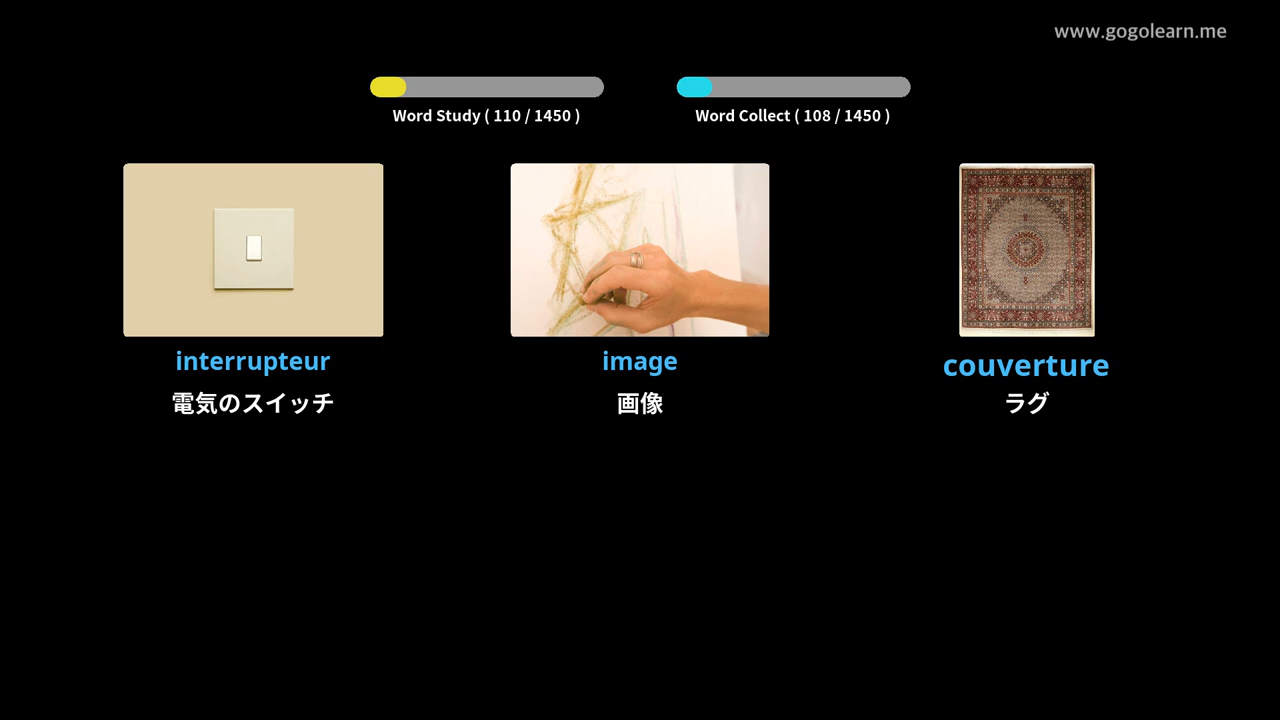 www.gogolearn.me
Word Study ( 110 / 1450 )
Word Collect ( 108 / 1450 )
interrupteur
image
couverture
電気のスイッチ
画像
ラグ